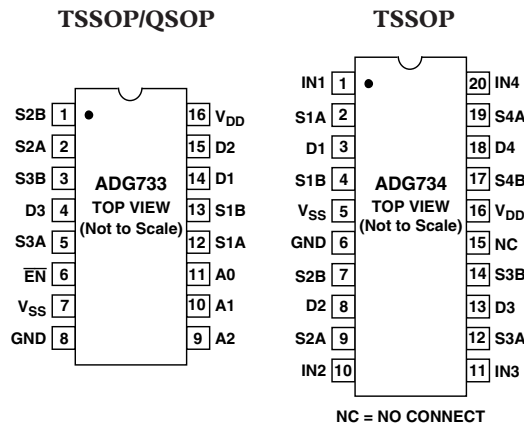 TSSOP/QSOP
S2B 1 16 VDD
S2A 2 15 D2
S3B 3 14 D1
D3 4 13 S1B
S3A 5 12 S1A
EN 6 11 A0
VSS 7 10 A1
GND 8 9 A2
ADG733
TOP VIEW
(Not to Scale)
TSSOP
IN1 1 20 IN4
S1A 2 19 S4A
D1 3 18 D4
S1B 4 17 S4B
VSS 5 16 VDD
GND 6 15 NC
S2B 7 14 S3B
D2 8 13 D3
S2A 9 12 S3A
IN2 10 11 IN3
ADG734
TOP VIEW
(Not to Scale)
NC = NO CONNECT